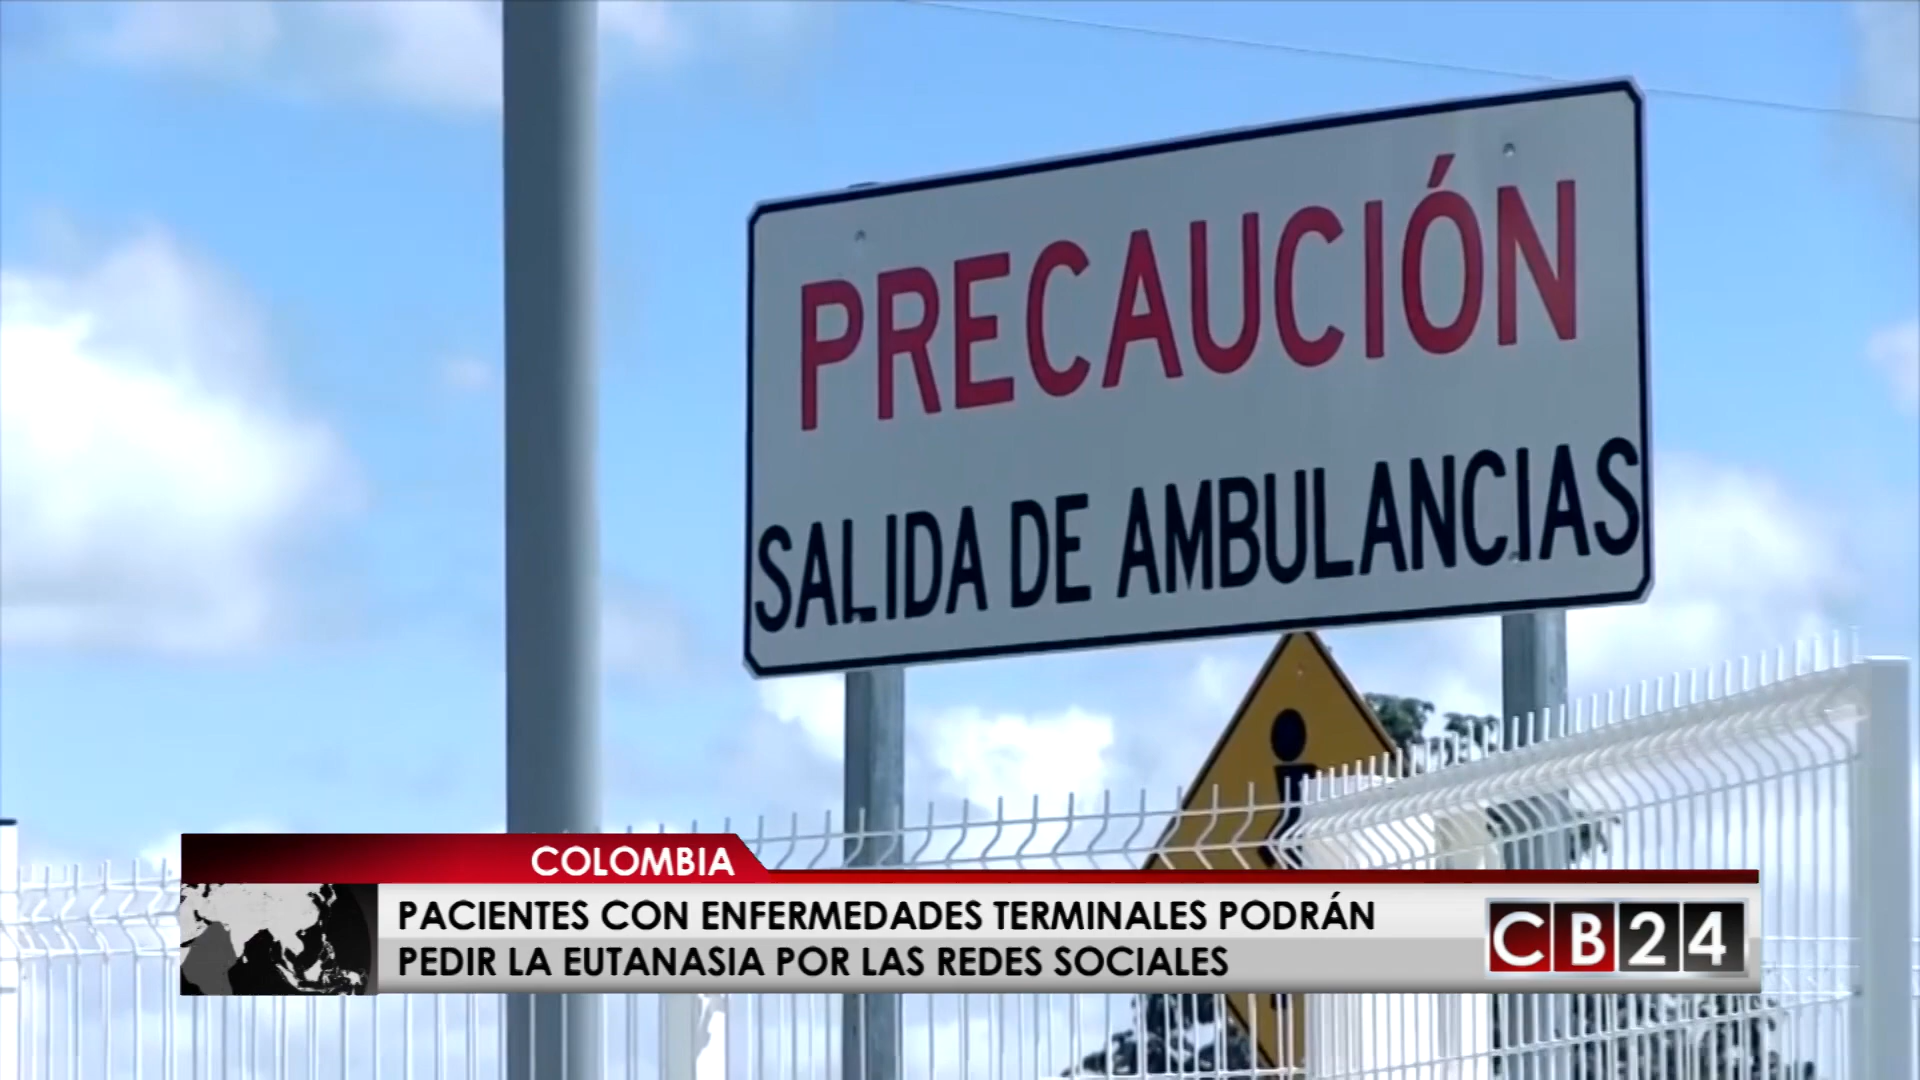 PRECAUCIÓN
SALIDA DE AMBULANCIAS
COLOMBIA
PACIENTES CON ENFERMEDADES TERMINALES PODRÁN
PEDIR LA EUTANASIA POR LAS REDES SOCIALES
CB24